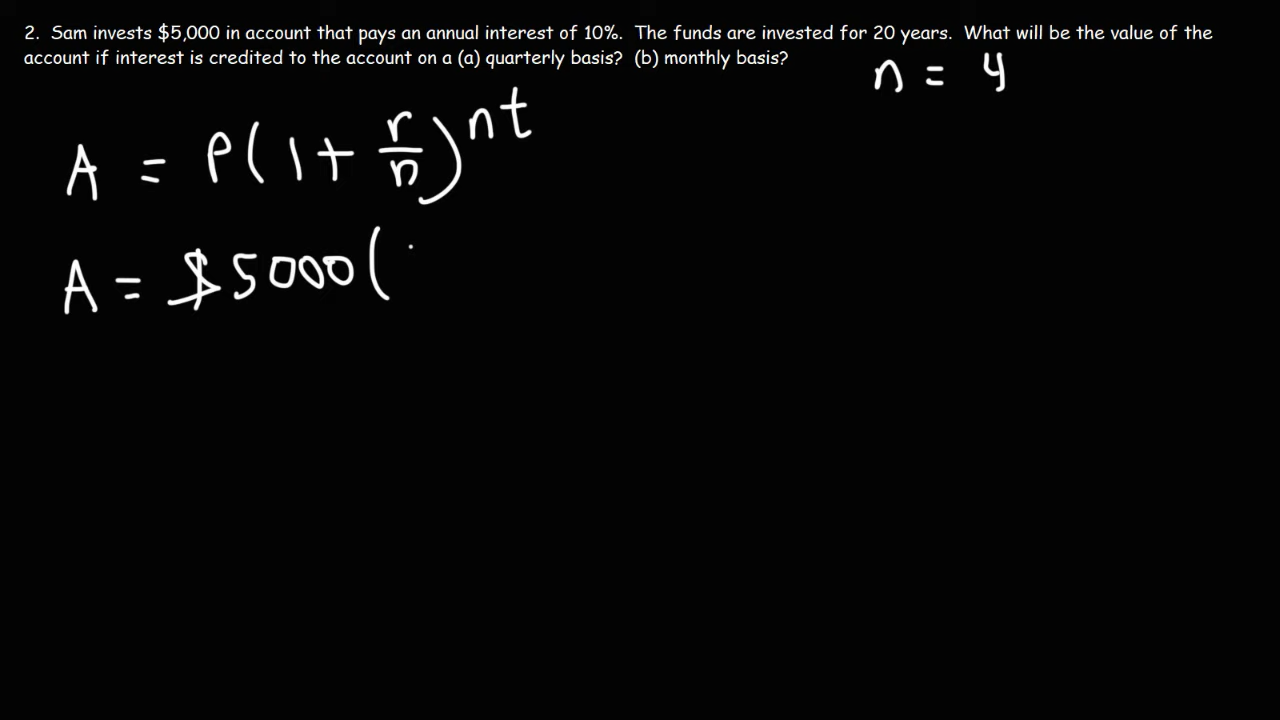 2. Sam invests $5,000 in account that pays an annual interest of 10%. The funds are invested for 20 years. What will be the value of the
account if interest is credited to the account on a (a) quarterly basis? (b) monthly basis?
n = 4
A = P(1 + r/n)^nt
A = $5000(